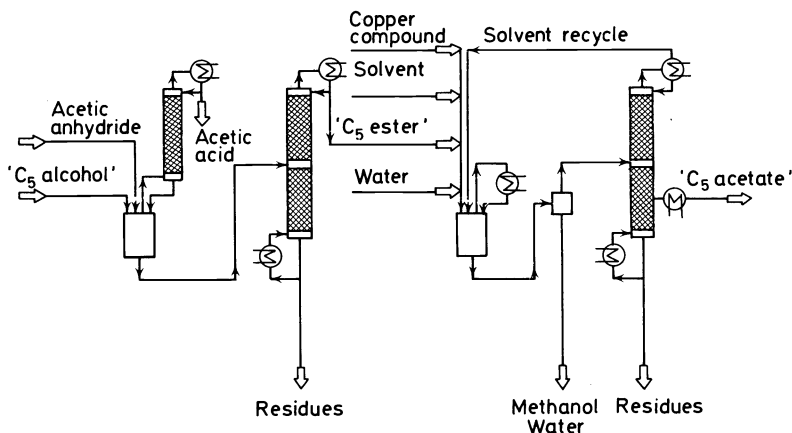 Copper
compound
Solvent recycle
Solvent
Acetic
anhydride
Acetic
acid
'C5 ester'
'C5 alcohol'
Water
'C5 acetate'
Residues
Methanol
Water
Residues